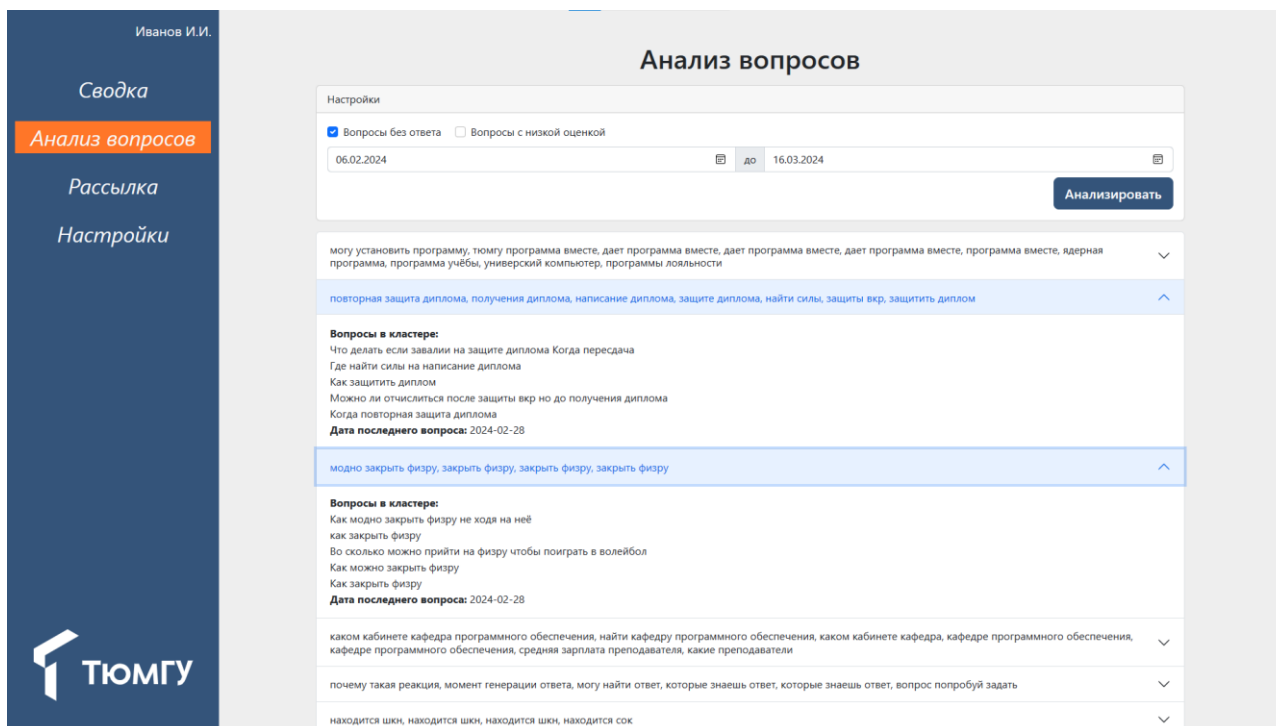 Иванов И.И.
Сводка
Анализ вопросов
Рассылка
Настройки
ТЮМГУ
Анализ вопросов
Настройки
Вопросы без ответа
Вопросы с низкой оценкой
06.02.2024
до
16.03.2024
Анализировать
могу установить программу, тюмгу программа вместе, дает программа вместе, дает программа вместе, дает программа вместе, программа вместе, ядерная
программа, программа учёбы, универский компьютер, программы лояльности
повторная защита диплома, получения диплома, написание диплома, защите диплома, найти силы, защиты вкр, защитить диплом
Вопросы в кластере:
Что делать если завалии на защите диплома Когда пересдача
Где найти силы на написание диплома
Как защитить диплом
Можно ли отчислиться после защиты вкр но до получения диплома
Когда повторная защита диплома
Дата последнего вопроса: 2024-02-28
модно закрыть физру, закрыть физру, закрыть физру, закрыть физру
Вопросы в кластере:
Как модно закрыть физру не ходя на неё
как закрыть физру
Во сколько можно прийти на физру чтобы поиграть в волейбол
Как можно закрыть физру
Как закрыть физру
Дата последнего вопроса: 2024-02-28
каком кабинете кафедра программного обеспечения, найти кафедру программного обеспечения, каком кабинете кафедра, кафедре программного обеспечения,
кафедре программного обеспечения, средняя зарплата преподавателя, какие преподаватели
почему такая реакция, момент генерации ответа, могу найти ответ, которые знаешь ответ, которые знаешь ответ, вопрос попробуй задать
находится шкн, находится шкн, находится шкн, находится сок